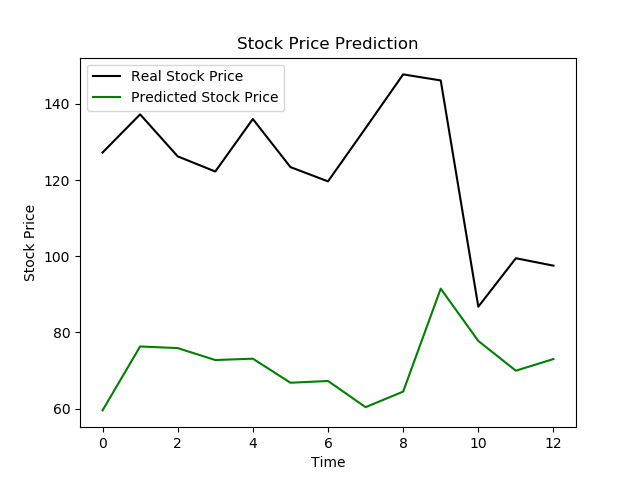 Stock Price Prediction
Real Stock Price
Predicted Stock Price
Stock Price
140
120
100
80
60
0 2 4 6 8 10 12
Time